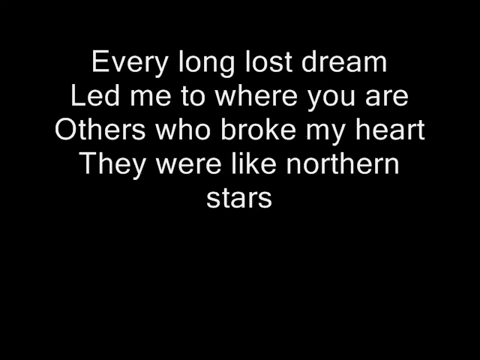 Every long lost dream
Led me to where you are
Others who broke my heart
They were like northern
stars